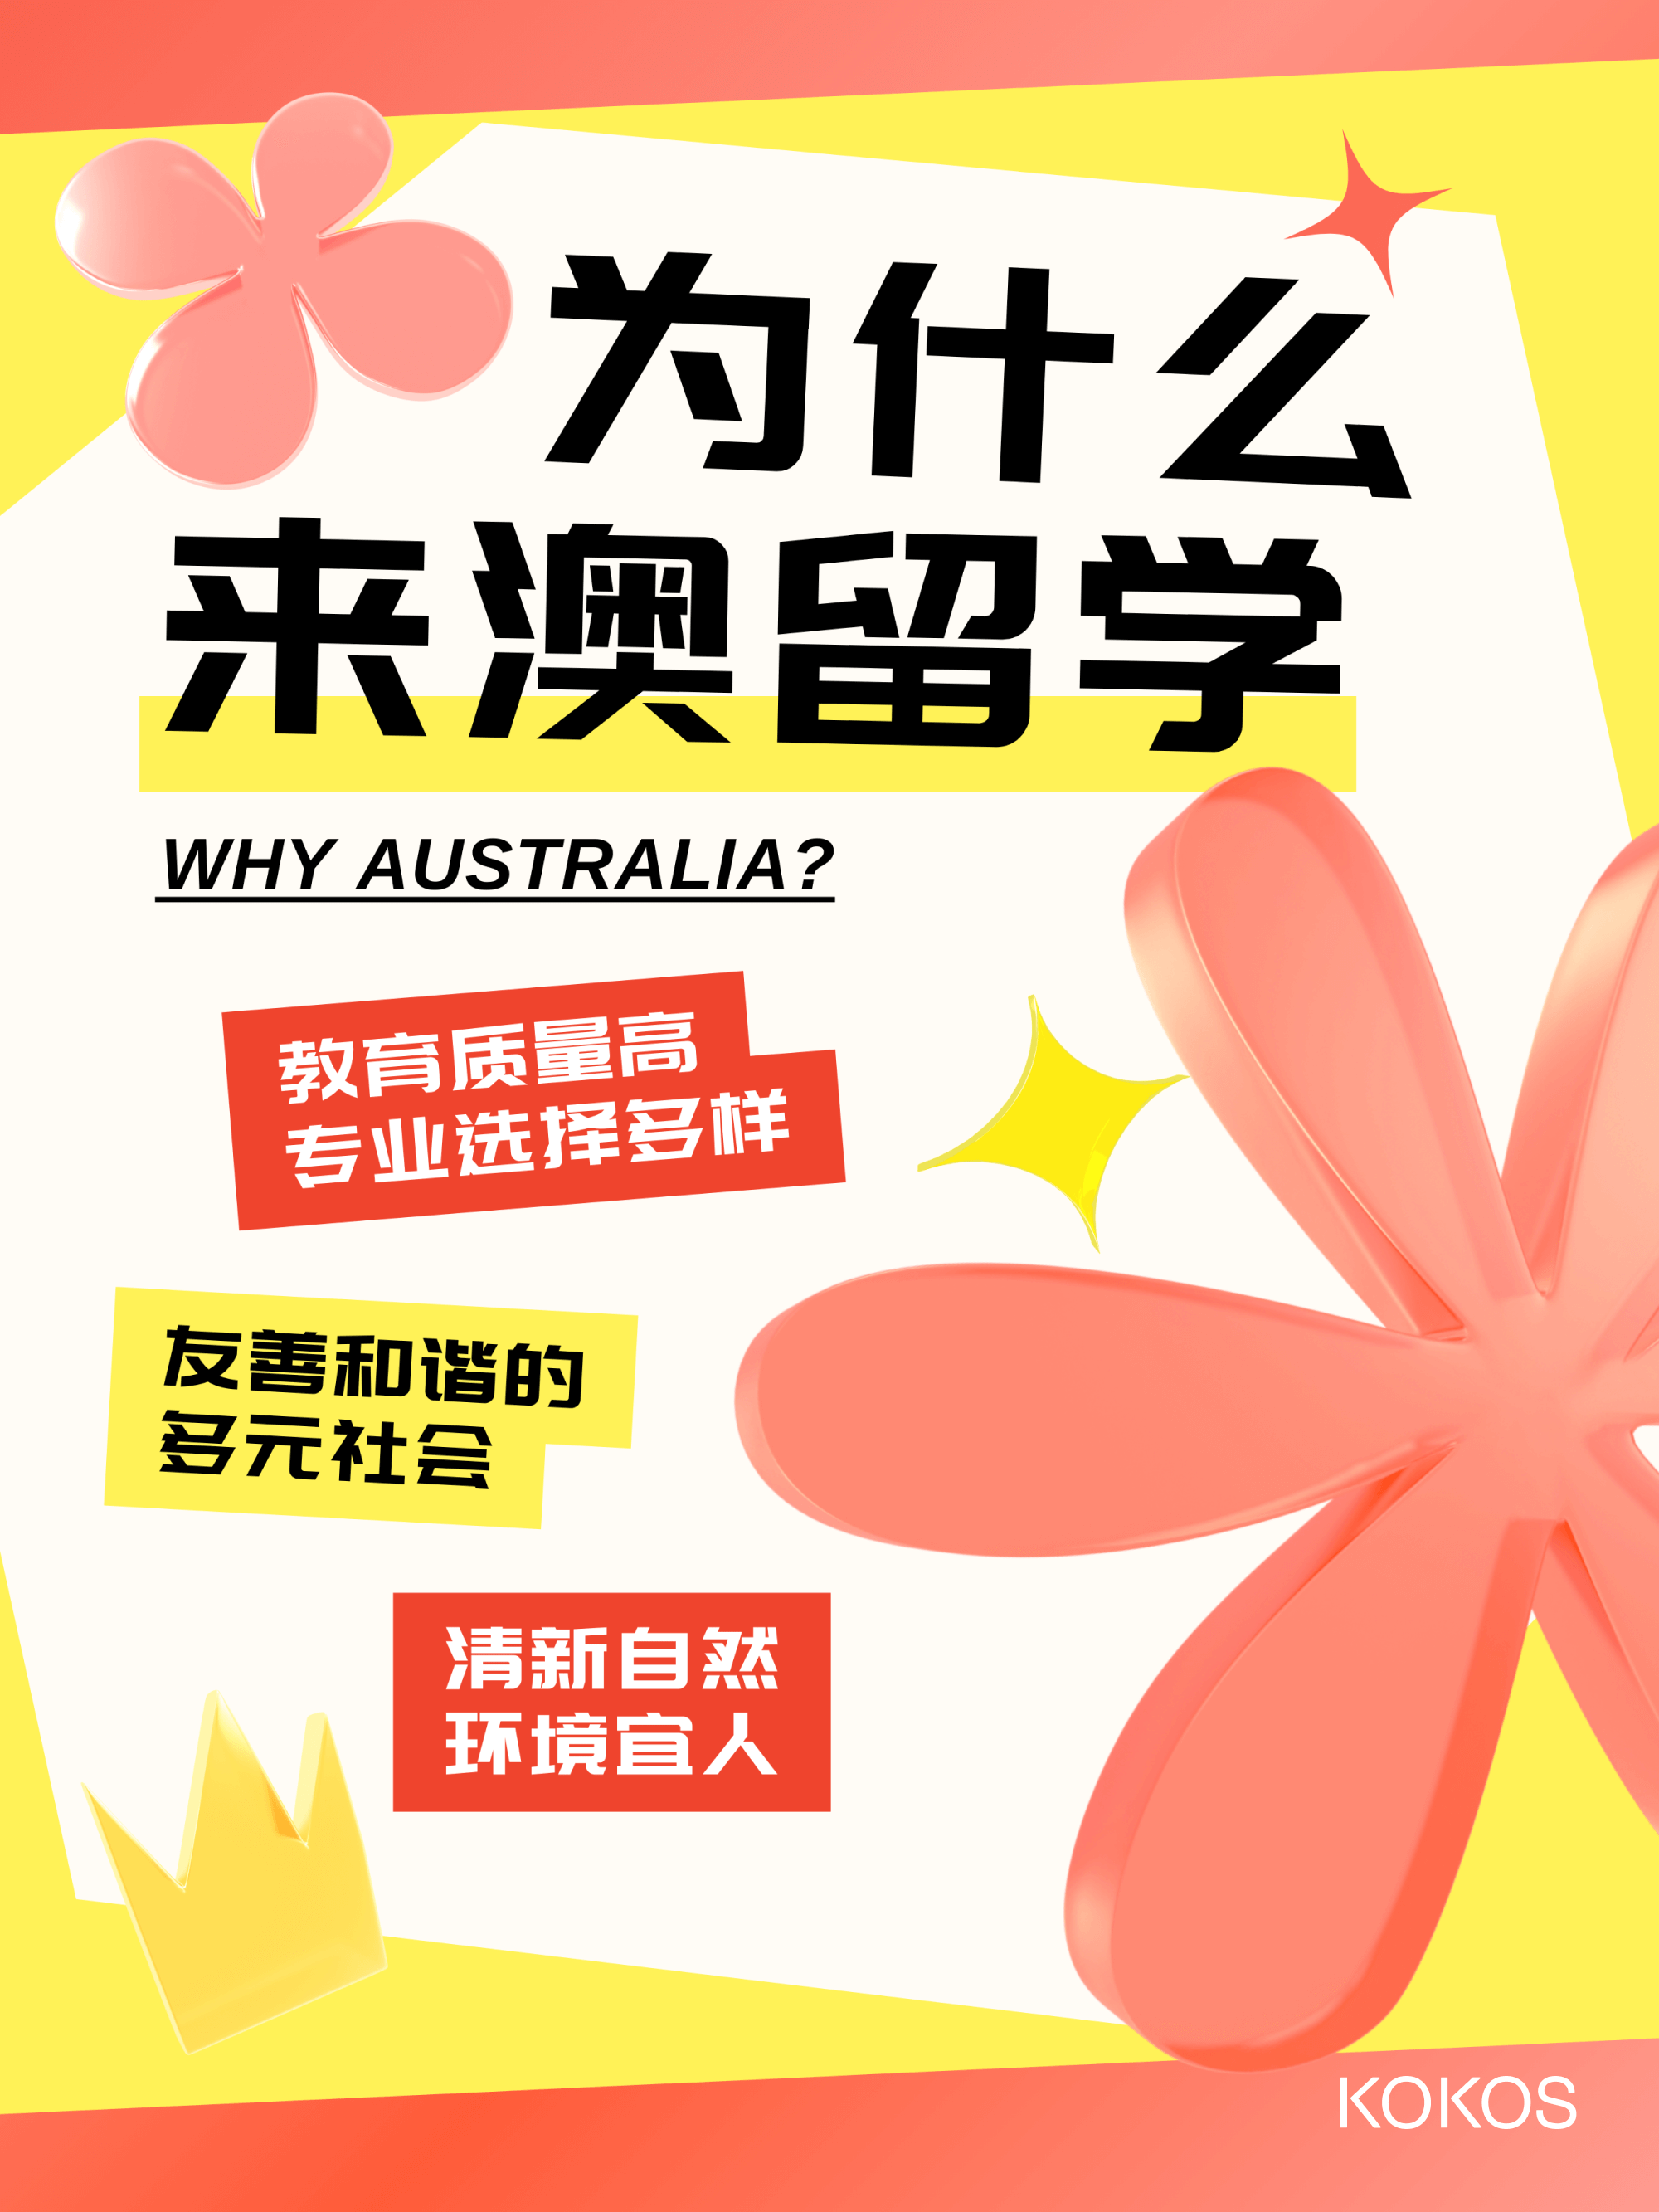 为什么
来澳留学
WHY AUSTRALIA?
教育质量高
专业选择多样
友善和谐的
多元社会
清新自然
环境宜人
KOKOS